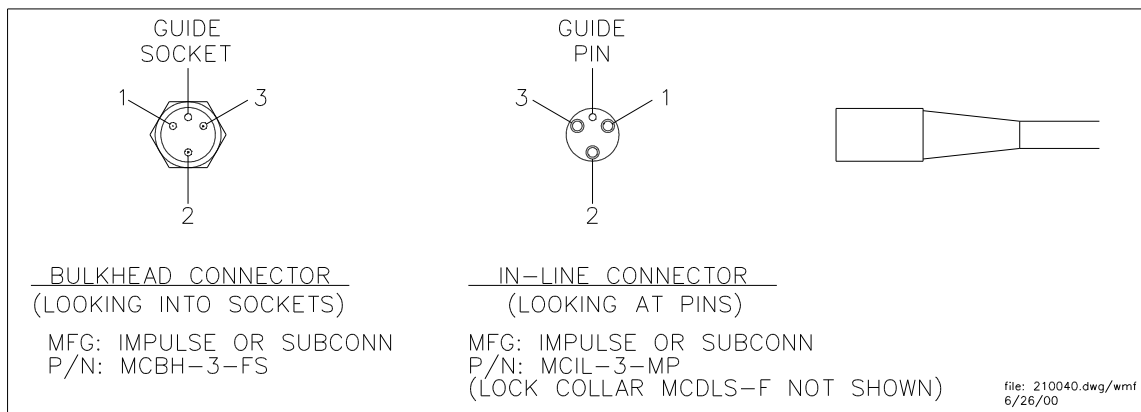 GUIDE
SOCKET
1
3
2
BULKHEAD CONNECTOR
(LOOKING INTO SOCKETS)
MFG: IMPULSE OR SUBCONN
P/N: MCBH-3-FS
GUIDE
PIN
3
1
2
IN-LINE CONNECTOR
(LOOKING AT PINS)
MFG: IMPULSE OR SUBCONN
P/N: MCIL-3-MP
(LOCK COLLAR MCDLS-F NOT SHOWN)
file: 210040.dwg/wmf
6/26/00